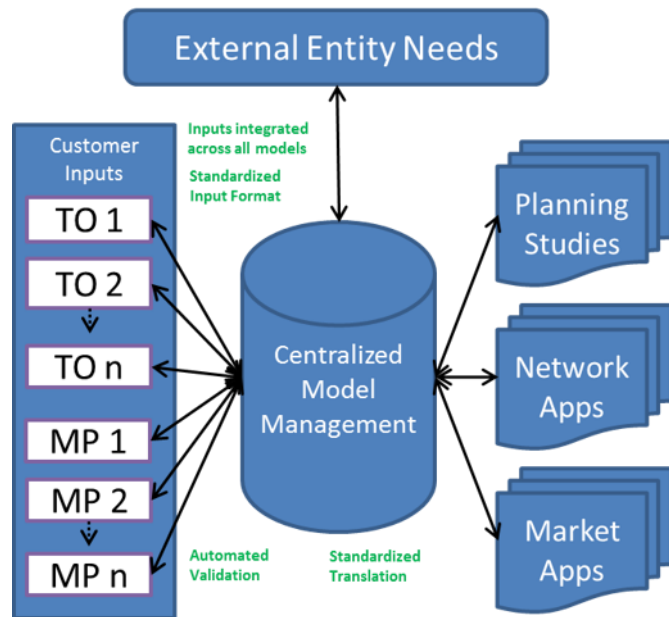 External Entity Needs
Customer
Inputs
TO 1
TO 2
TO n
MP 1
MP 2
MP n
Inputs integrated
across all models
Standardized
Input Format
Centralized
Model
Management
Automated
Validation
Standardized
Translation
Planning
Studies
Network
Apps
Market
Apps